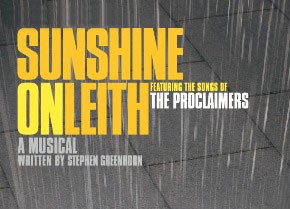 SUNSHINE
ONLEITH
FEATURING THE SONGS OF
THE PROCLAIMERS
A MUSICAL
WRITTEN BY STEPHEN GREENHORN